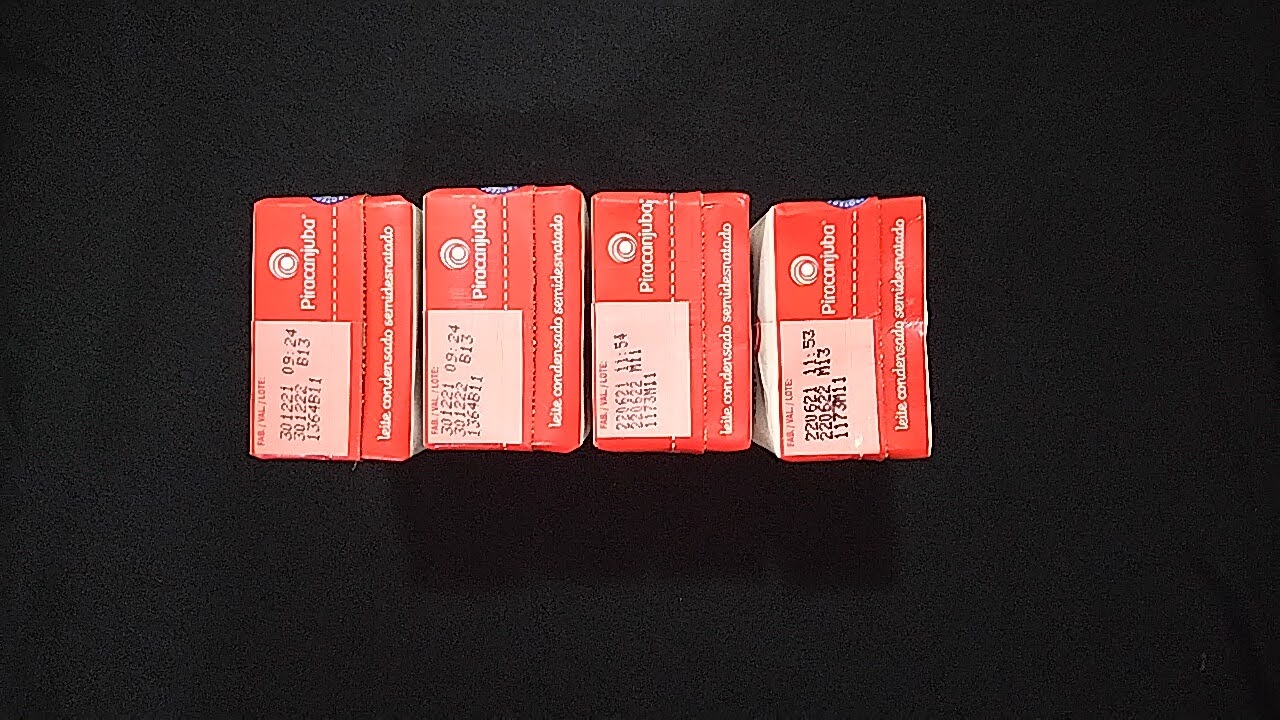 Piracanjuba
leite condensado semidesnatado
FAB. / VAL. / LOTE:
301221 09:24
301222 B13
1364B11
Piracanjuba
leite condensado semidesnatado
FAB. / VAL. / LOTE:
301221 09:24
301222 B13
1364B11
Piracanjuba
leite condensado semidesnatado
FAB. / VAL. / LOTE:
220621 11:54
220622 M11
1173M11
Piracanjuba
leite condensado semidesnatado
FAB. / VAL. / LOTE:
220621 11:53
220622 M13
1173M11